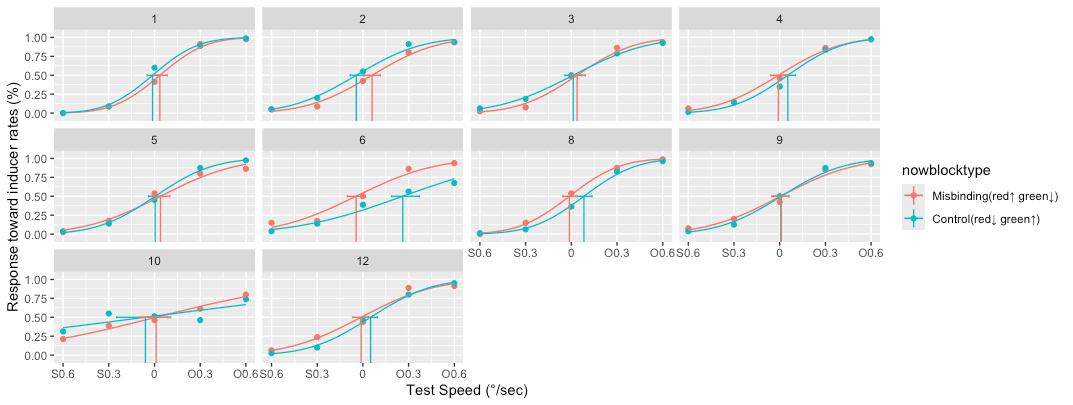 1 2 3 4
1.00
0.75
0.50
0.25
0.00
5 6 8 9
1.00
0.75
0.50
0.25
0.00
S0.6 S0.3 0 O0.3 O0.6 S0.6 S0.3 0 O0.3 O0.6
10 12
1.00
0.75
0.50
0.25
0.00
S0.6 S0.3 0 O0.3 O0.6 S0.6 S0.3 0 O0.3 O0.6
Test Speed (°/sec)
Response toward inducer rates (%)
nowblocktype
Misbinding(red↑ green↓)
Control(red↓ green↑)